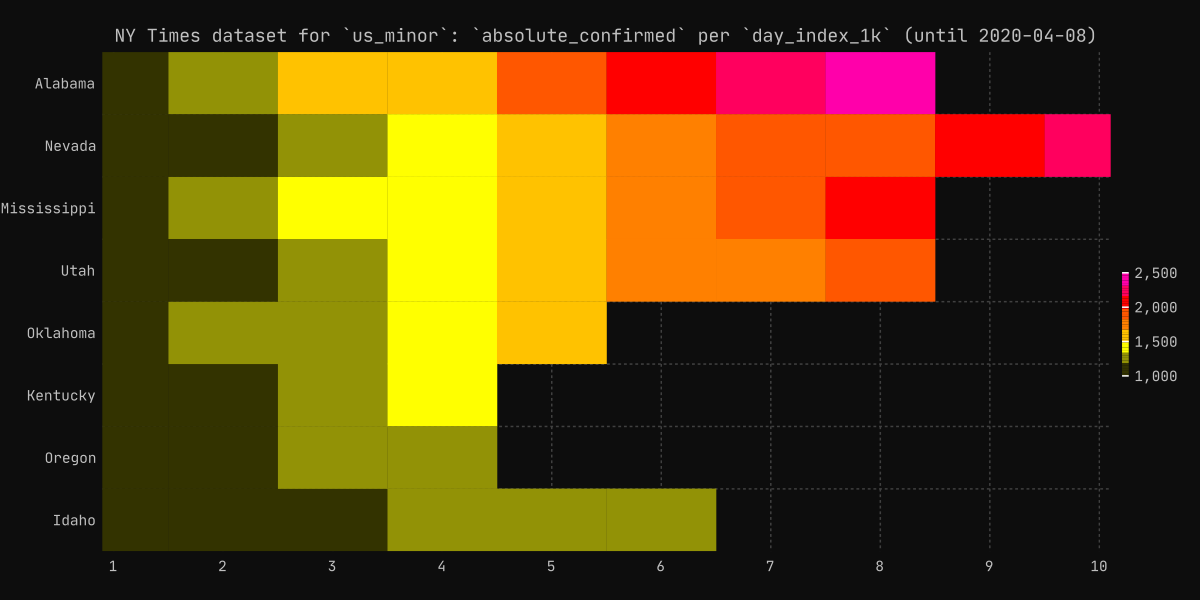 NY Times dataset for `us_minor`: `absolute_confirmed` per `day_index_1k` (until 2020-04-08)
Alabama
Nevada
Mississippi
Utah
Oklahoma
Kentucky
Oregon
Idaho
1 2 3 4 5 6 7 8 9 10
2,500
2,000
1,500
1,000